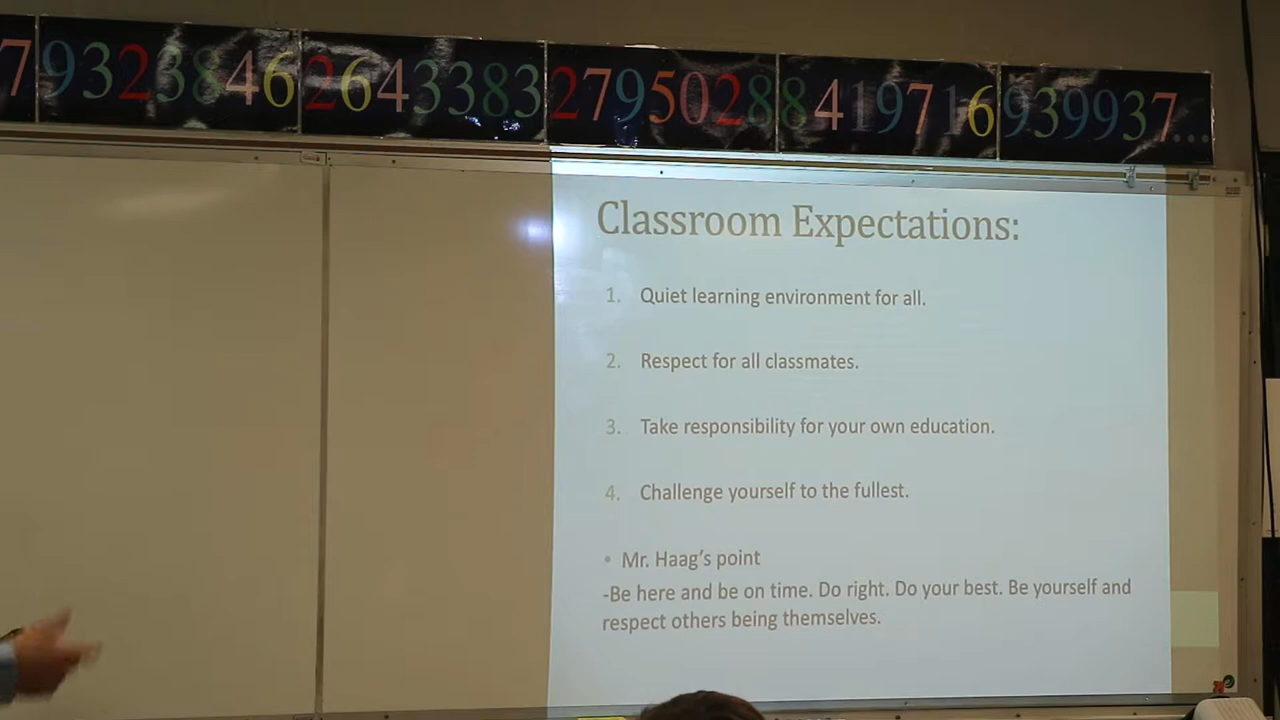 79323846264338327950288419716939937...
Classroom Expectations:
1. Quiet learning environment for all.
2. Respect for all classmates.
3. Take responsibility for your own education.
4. Challenge yourself to the fullest.
• Mr. Haag's point
-Be here and be on time. Do right. Do your best. Be yourself and
respect others being themselves.